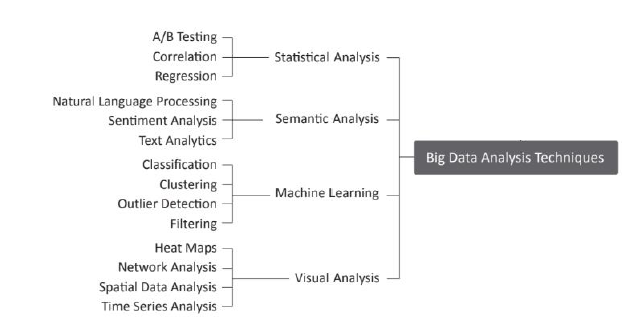 A/B Testing
Correlation
Regression
Statistical Analysis
Natural Language Processing
Sentiment Analysis
Text Analytics
Semantic Analysis
Classification
Clustering
Outlier Detection
Filtering
Machine Learning
Heat Maps
Network Analysis
Spatial Data Analysis
Time Series Analysis
Visual Analysis
Big Data Analysis Techniques